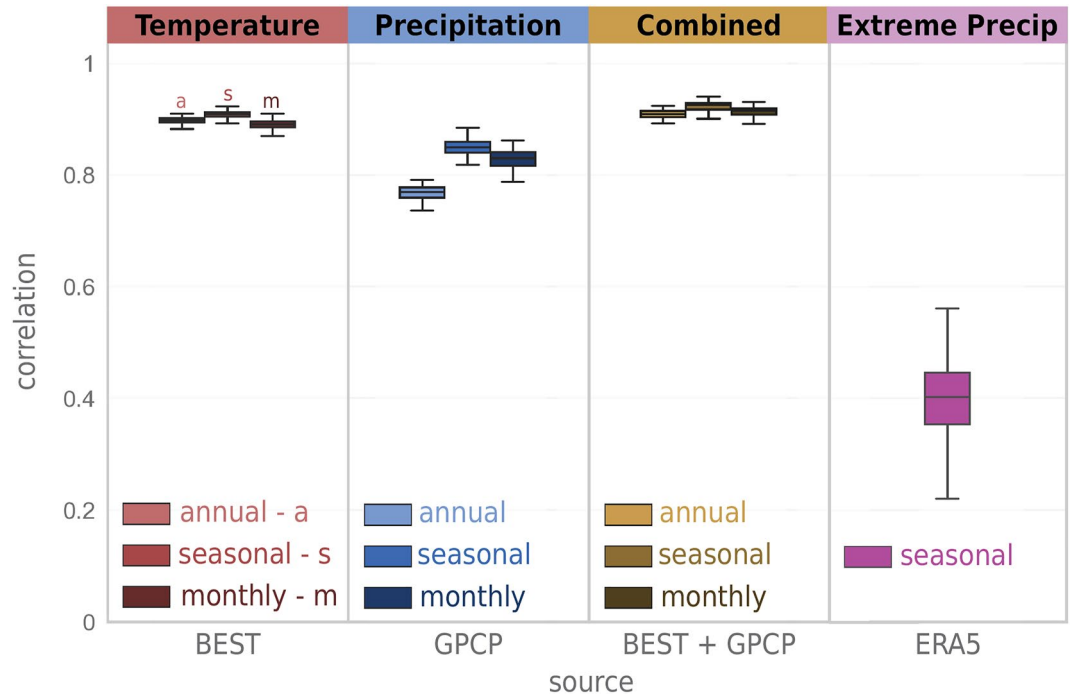 Temperature
Precipitation
Combined
Extreme Precip
1
0.8
0.6
0.4
0.2
0
correlation
a
s
m
annual - a
seasonal - s
monthly - m
annual
seasonal
monthly
annual
seasonal
monthly
seasonal
BEST
GPCP
BEST + GPCP
ERA5
source